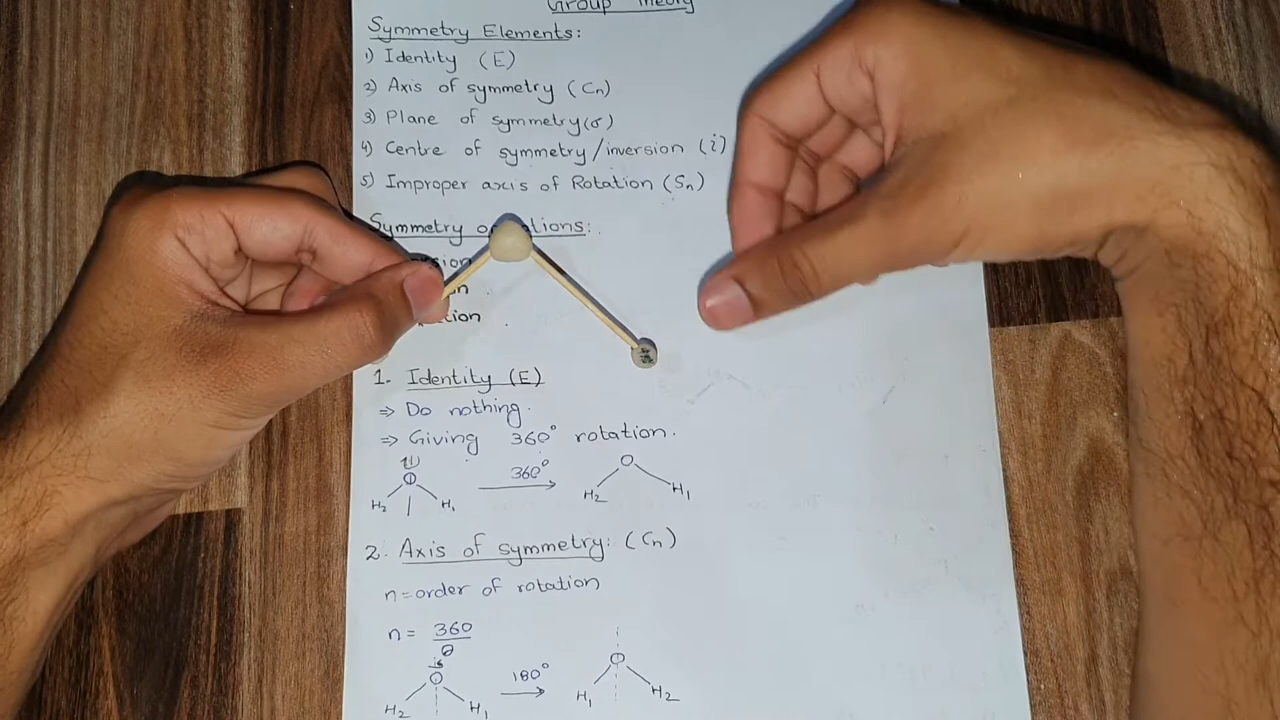 Group Theory
Symmetry Elements:
1) Identity (E)
2) Axis of symmetry (Cn)
3) Plane of symmetry(σ)
4) Centre of symmetry/inversion (i)
5) Improper axis of Rotation (Sn)
Symmetry
1. Identity (E)
⇒ Do nothing.
⇒ Giving 360° rotation.
360°
O
H2 H1 H2 H1
2. Axis of symmetry: (Cn)
n=order of rotation
n = 360/θ
180°
H2 H1 H1 H2